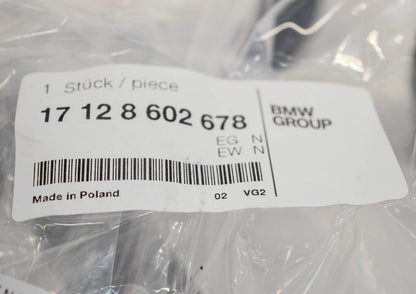 1 Stück / piece
17 12 8 602 678
EG N
EW N
BMW
GROUP
Made in Poland
02 VG2